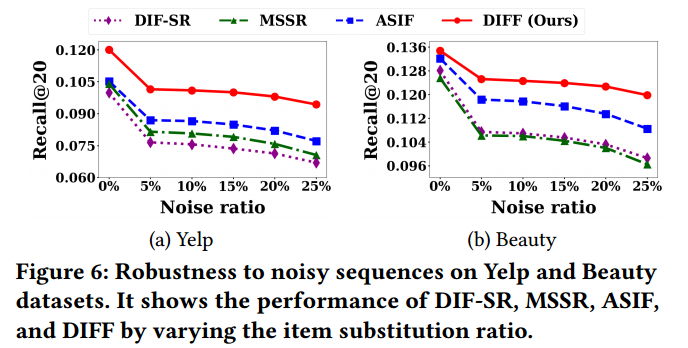 DIF-SR MSSR ASIF DIFF (Ours)
Recall@20
0.120
0.105
0.090
0.075
0.060
0% 5% 10% 15% 20% 25%
Noise ratio
(a) Yelp
Recall@20
0.136
0.128
0.120
0.112
0.104
0.096
0% 5% 10% 15% 20% 25%
Noise ratio
(b) Beauty
Figure 6: Robustness to noisy sequences on Yelp and Beauty
datasets. It shows the performance of DIF-SR, MSSR, ASIF,
and DIFF by varying the item substitution ratio.